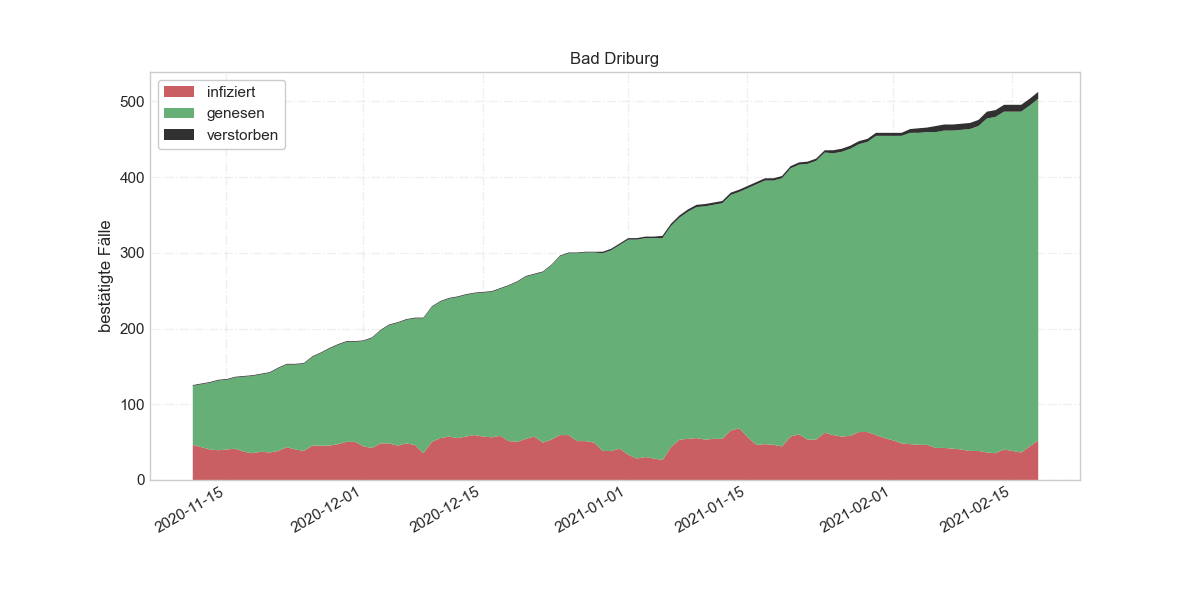 Bad Driburg
infiziert
genesen
verstorben
bestätigte Fälle
500
400
300
200
100
0
2020-11-15
2020-12-01
2020-12-15
2021-01-01
2021-01-15
2021-02-01
2021-02-15